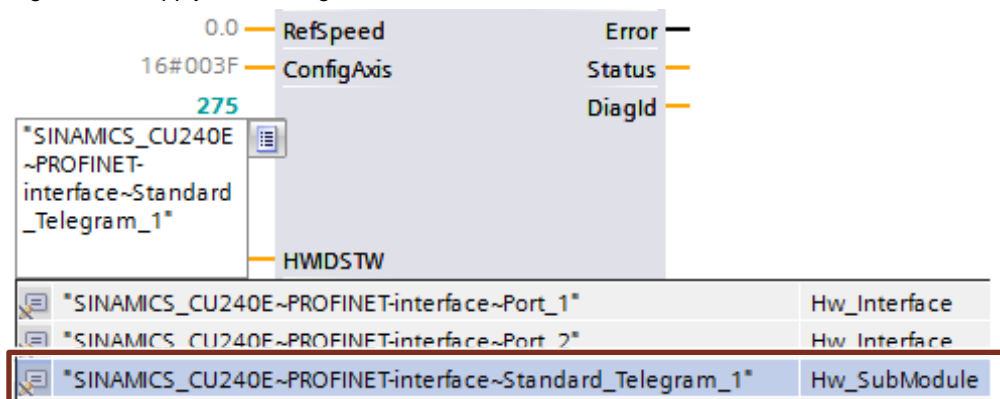 0.0 RefSpeed Error
16#003F ConfigAxis Status
275 DiagId
"SINAMICS_CU240E
~PROFINET-
interface~Standard
_Telegram_1"
HWIDSTW
"SINAMICS_CU240E~PROFINET-interface~Port_1" Hw_Interface
"SINAMICS_CU240E~PROFINET-interface~Port_2" Hw_Interface
"SINAMICS_CU240E~PROFINET-interface~Standard_Telegram_1" Hw_SubModule